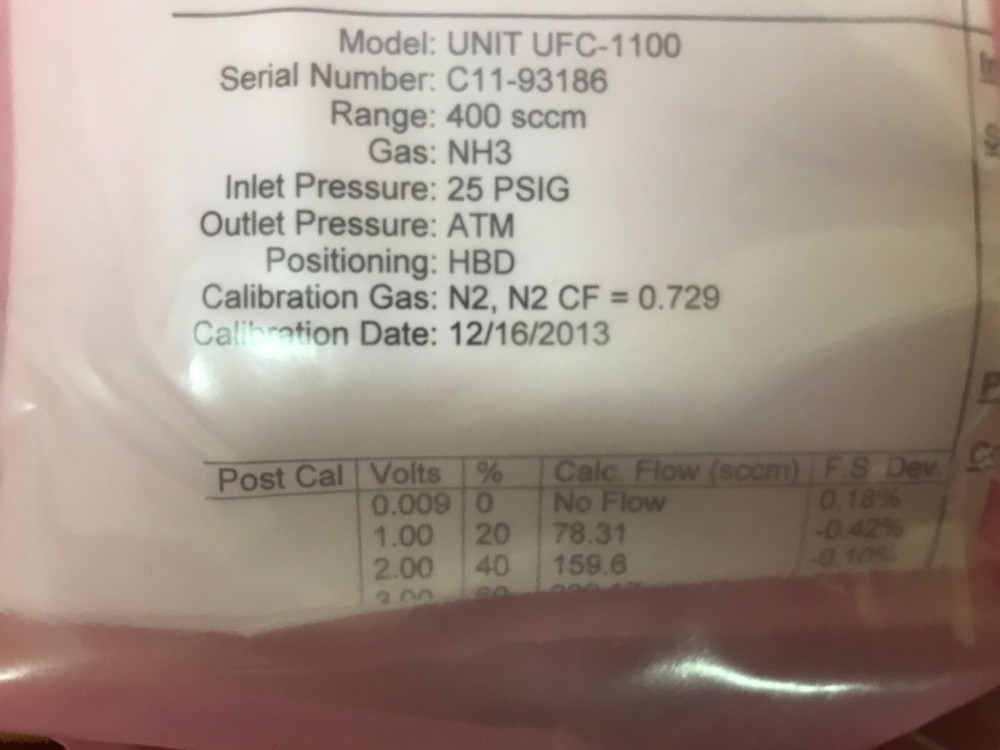 Model: UNIT UFC-1100
Serial Number: C11-93186
Range: 400 sccm
Gas: NH3
Inlet Pressure: 25 PSIG
Outlet Pressure: ATM
Positioning: HBD
Calibration Gas: N2, N2 CF = 0.729
Calibration Date: 12/16/2013
Post Cal Volts % Calc. Flow (sccm) F.S. Dev.
0.009 0 No Flow 0.18%
1.00 20 78.31 -0.42%
2.00 40 159.6 -0.10%
3.00